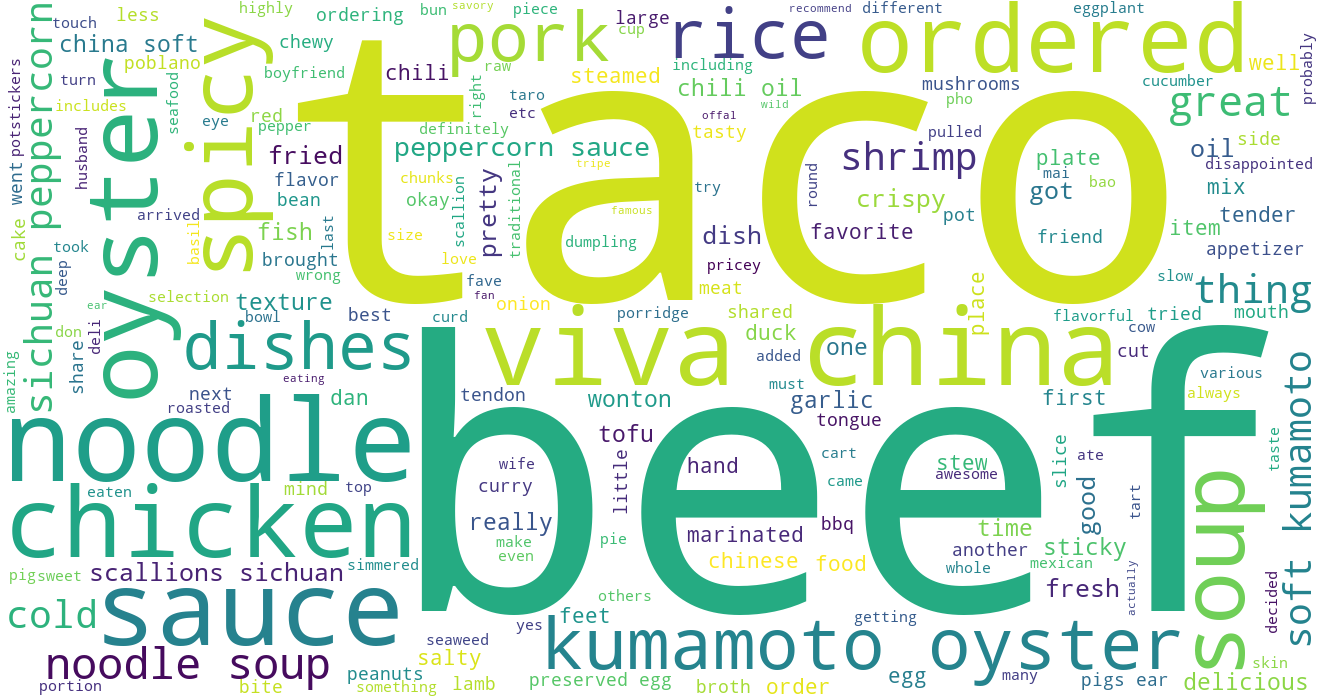 touch
less
highly
ordering
bun
savory
piece
large
cup
rice
recommend
different
ordered
eggplant
well
probably
china soft
poblano
chewy
boyfriend
pork
raw
steamed
including
chili
chili oil
wild
mushrooms
cucumber
great
turn
includes
potstickers
went
sichuan peppercorn
seafood
oyster
spicy
eye
red
pepper
right
taro
etc
definitely
offal
tasty
pho
pulled
side
husband
fried
peppercorn sauce
shrimp
plate
mai
bao
got
oil
disappointed
flavor
bean
chunks
okay
scallion
pretty
traditional
tripe
try
round
crispy
mix
tender
taco
arrived
basil
fish
last
size
famous
dumpling
dish
favorite
pot
friend
item
appetizer
cake
took
deep
brought
wrong
love
fave
fan
pricey
meat
place
slow
thing
ear
selection
texture
bowl
best
curd
onion
porridge
shared
duck
flavorful
tried
mouth
don
deli
share
dishes
viva china
added
one
cow
cut
amazing
eating
next
roasted
dan
tendon
wonton
must
garlic
tongue
first
various
always
noodle
beef
tofu
little
wife
curry
hand
cart
came
stew
awesome
slice
ate
good
tart
taste
soft kumamoto
eaten
mind
top
chicken
really
make
even
pie
marinated
bbq
time
another
whole
sticky
mexican
soup
pig
sweet
scallions sichuan
simmered
chinese
food
fresh
actually
decided
cold
sauce
others
feet
yes
getting
seaweed
kumamoto oyster
noodle soup
salty
portion
bite
peanuts
something
lamb
preserved egg
broth
order
egg
many
pigs ear
skin
delicious